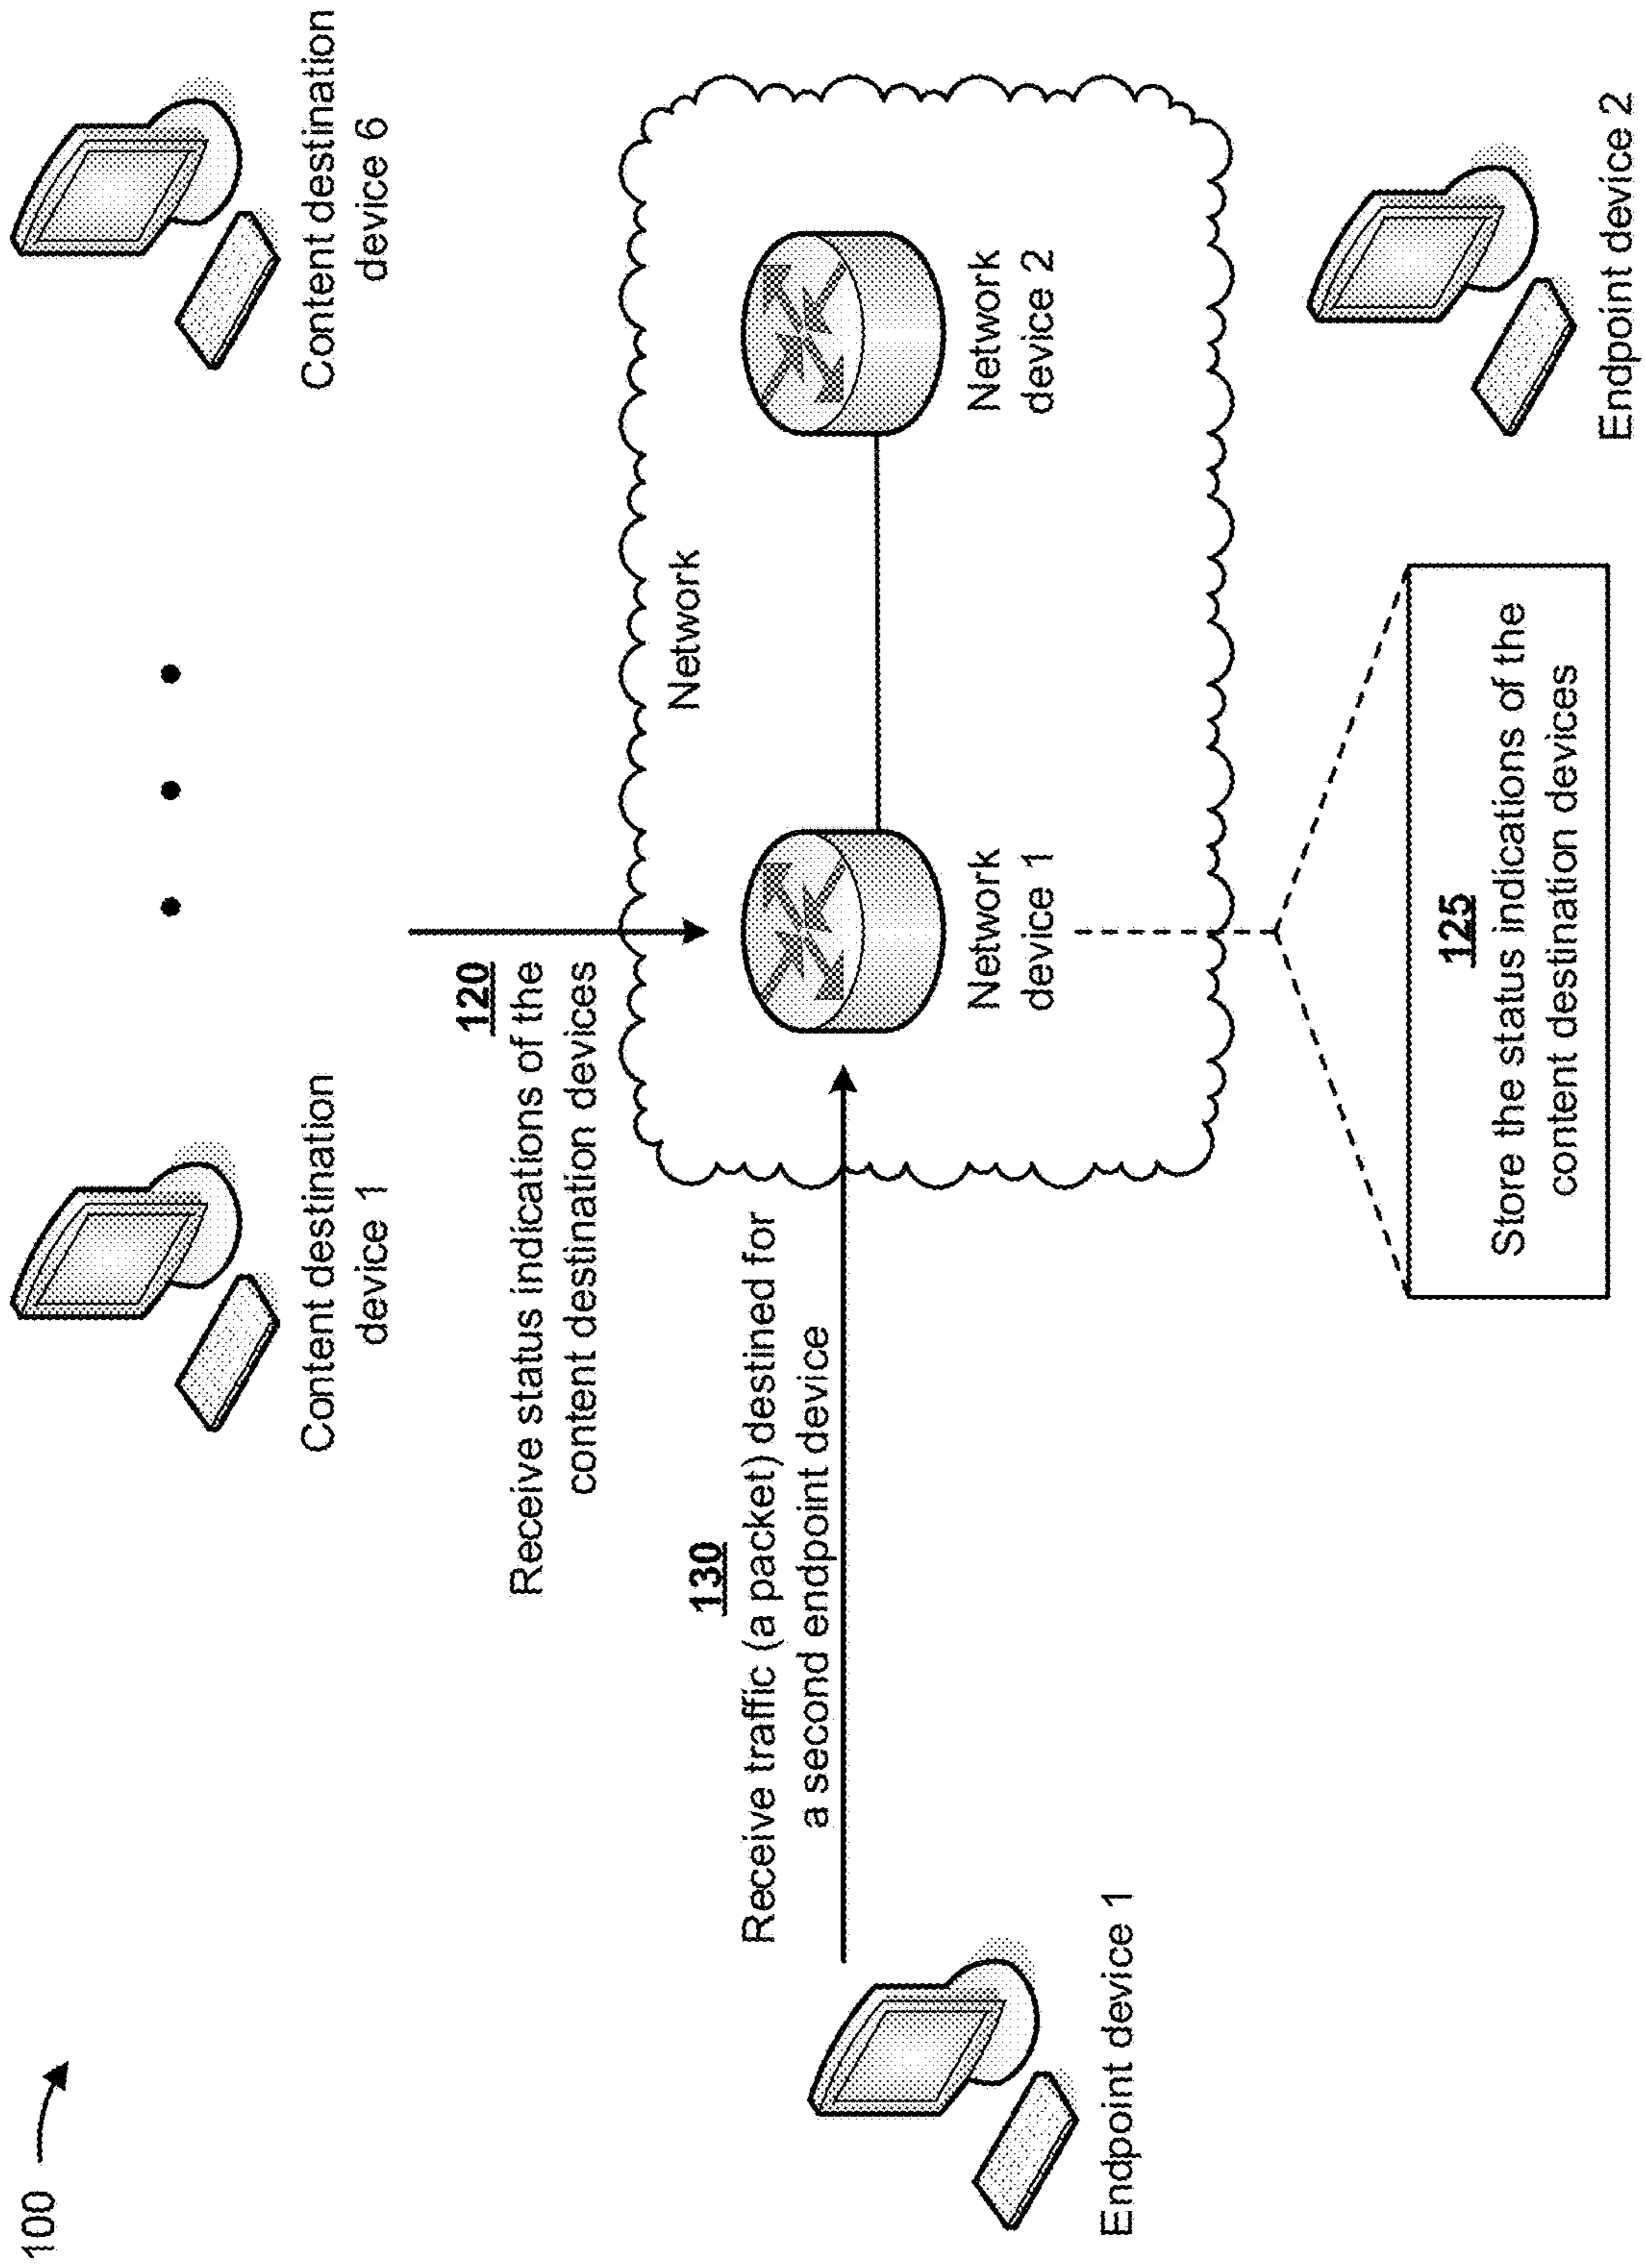 100
Content destination
device 1
Content destination
device 6
120
Receive status indications of the
content destination devices
Network
130
Receive traffic (a packet) destined for
a second endpoint device
Network
device 1
Network
device 2
Endpoint device 1
125
Store the status indications of the
content destination devices
Endpoint device 2